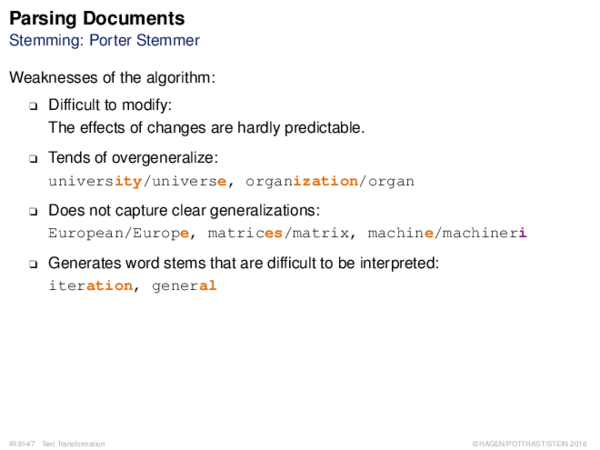 Parsing Documents
Stemming: Porter Stemmer
Weaknesses of the algorithm:
❑ Difficult to modify:
The effects of changes are hardly predictable.
❑ Tends of overgeneralize:
university/universe, organization/organ
❑ Does not capture clear generalizations:
European/Europe, matrices/matrix, machine/machineri
❑ Generates word stems that are difficult to be interpreted:
iteration, general
IR:III-47 Text Transformation ©HAGEN/POTTHAST/STEIN 2018